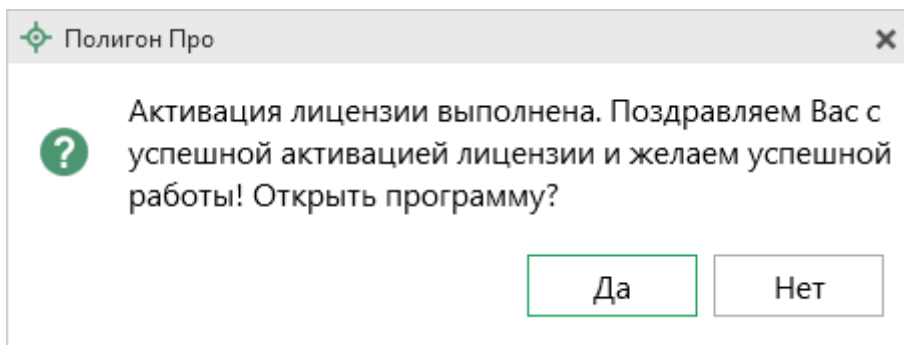 Полигон Про
Активация лицензии выполнена. Поздравляем Вас с
успешной активацией лицензии и желаем успешной
работы! Открыть программу?
Да Нет